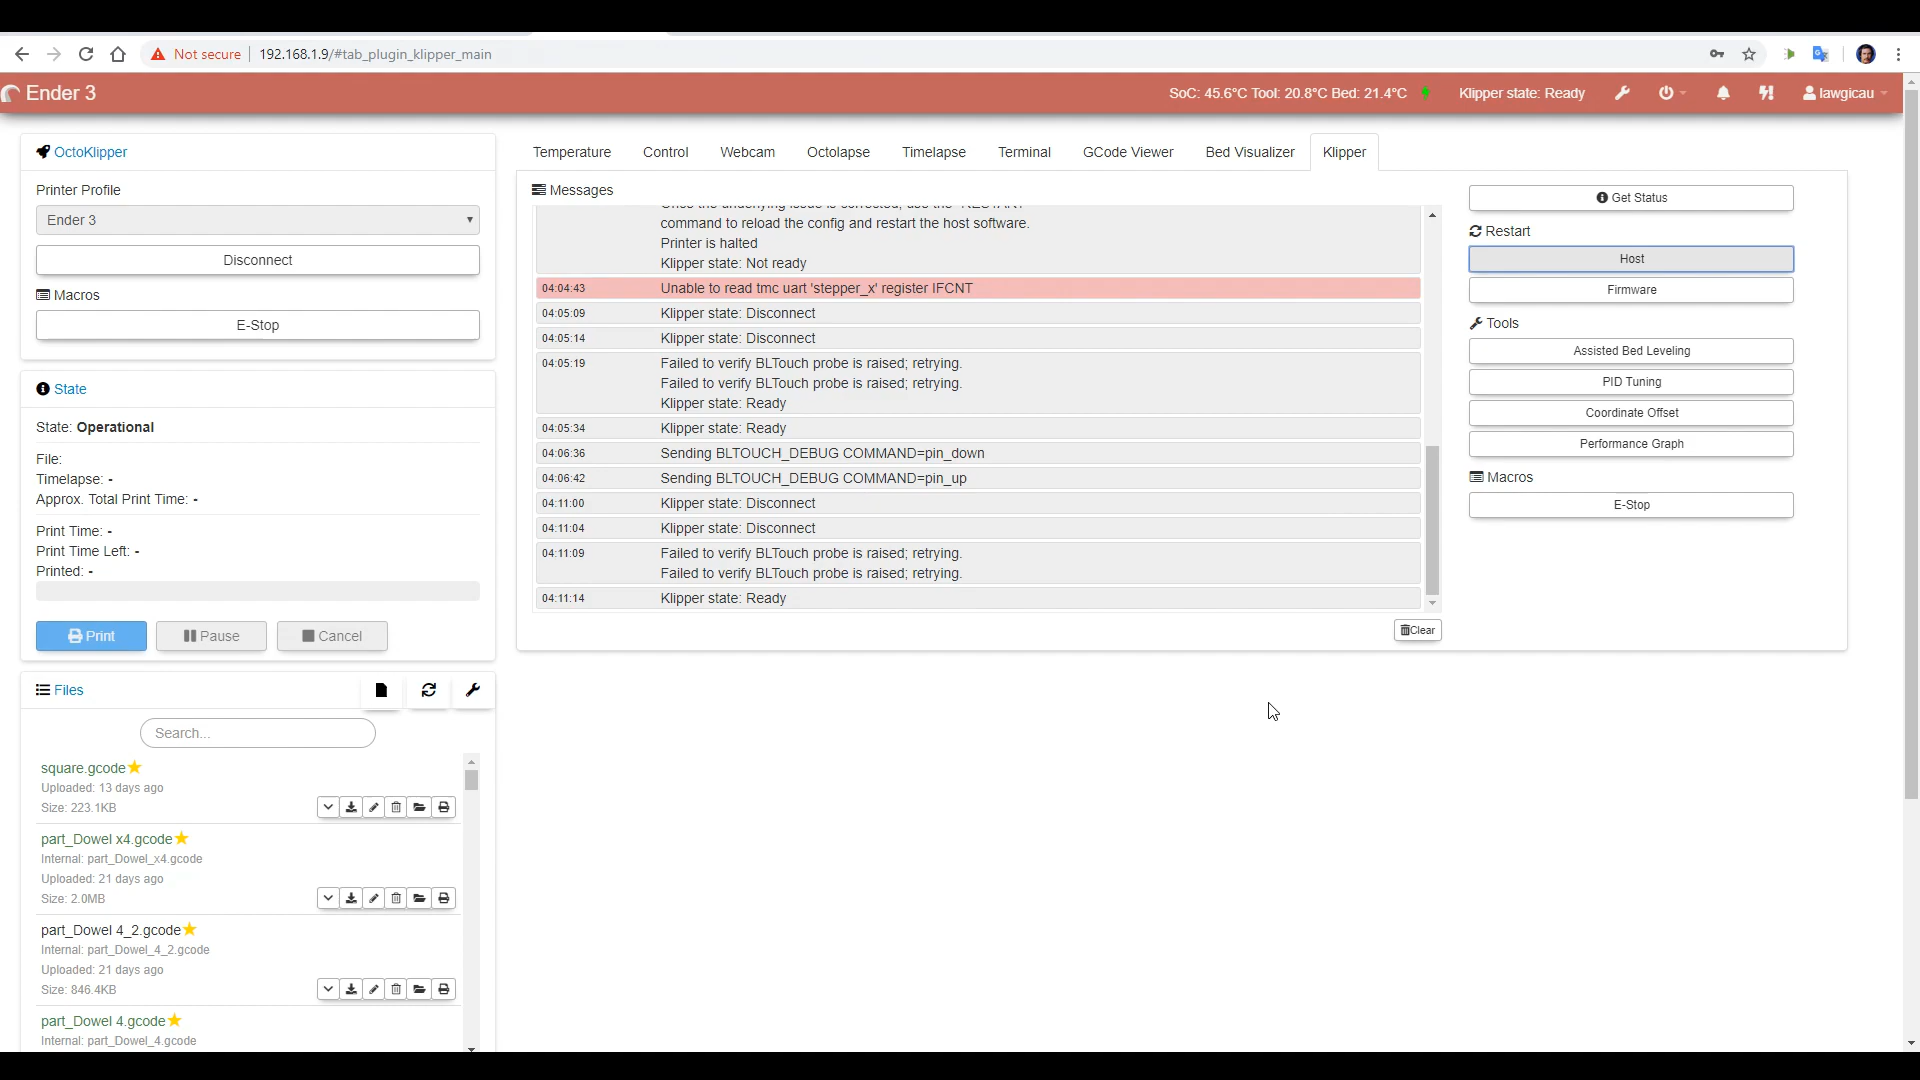 Not secure
192.168.1.9/#tab_plugin_klipper_main
Ender 3
SoC: 45.6°C Tool: 20.8°C Bed: 21.4°C
Klipper state: Ready
lawgicau
OctoKlipper
Printer Profile
Ender 3
Disconnect
Macros
E-Stop
State
State: Operational
File:
Timelapse: -
Approx. Total Print Time: -
Print Time: -
Print Time Left: -
Printed: -
Print
Pause
Cancel
Files
Search...
square.gcode
Uploaded: 13 days ago
Size: 223.1KB
part_Dowel x4.gcode
Internal: part_Dowel_x4.gcode
Uploaded: 21 days ago
Size: 2.0MB
part_Dowel 4_2.gcode
Internal: part_Dowel_4_2.gcode
Uploaded: 21 days ago
Size: 846.4KB
part_Dowel 4.gcode
Internal: part_Dowel_4.gcode
Temperature
Control
Webcam
Octolapse
Timelapse
Terminal
GCode Viewer
Bed Visualizer
Klipper
Messages
Once the underlying issue is corrected, use the "RESTART"
command to reload the config and restart the host software.
Printer is halted
Klipper state: Not ready
04:04:43 Unable to read tmc uart 'stepper_x' register IFCNT
04:05:09 Klipper state: Disconnect
04:05:14 Klipper state: Disconnect
04:05:19 Failed to verify BLTouch probe is raised; retrying.
Failed to verify BLTouch probe is raised; retrying.
Klipper state: Ready
04:05:34 Klipper state: Ready
04:06:36 Sending BLTOUCH_DEBUG COMMAND=pin_down
04:06:42 Sending BLTOUCH_DEBUG COMMAND=pin_up
04:11:00 Klipper state: Disconnect
04:11:04 Klipper state: Disconnect
04:11:09 Failed to verify BLTouch probe is raised; retrying.
Failed to verify BLTouch probe is raised; retrying.
04:11:14 Klipper state: Ready
Clear
Get Status
Restart
Host
Firmware
Tools
Assisted Bed Leveling
PID Tuning
Coordinate Offset
Performance Graph
Macros
E-Stop